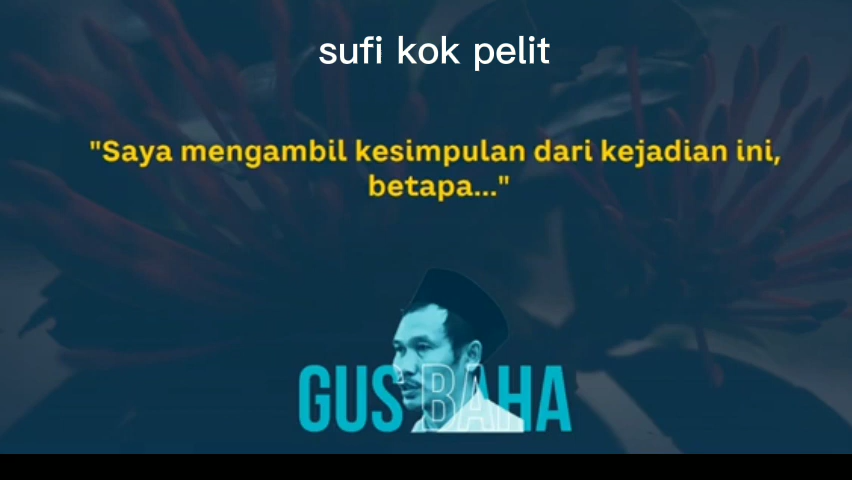 sufi kok pelit
"Saya mengambil kesimpulan dari kejadian ini,
betapa..."
GUS BAHA